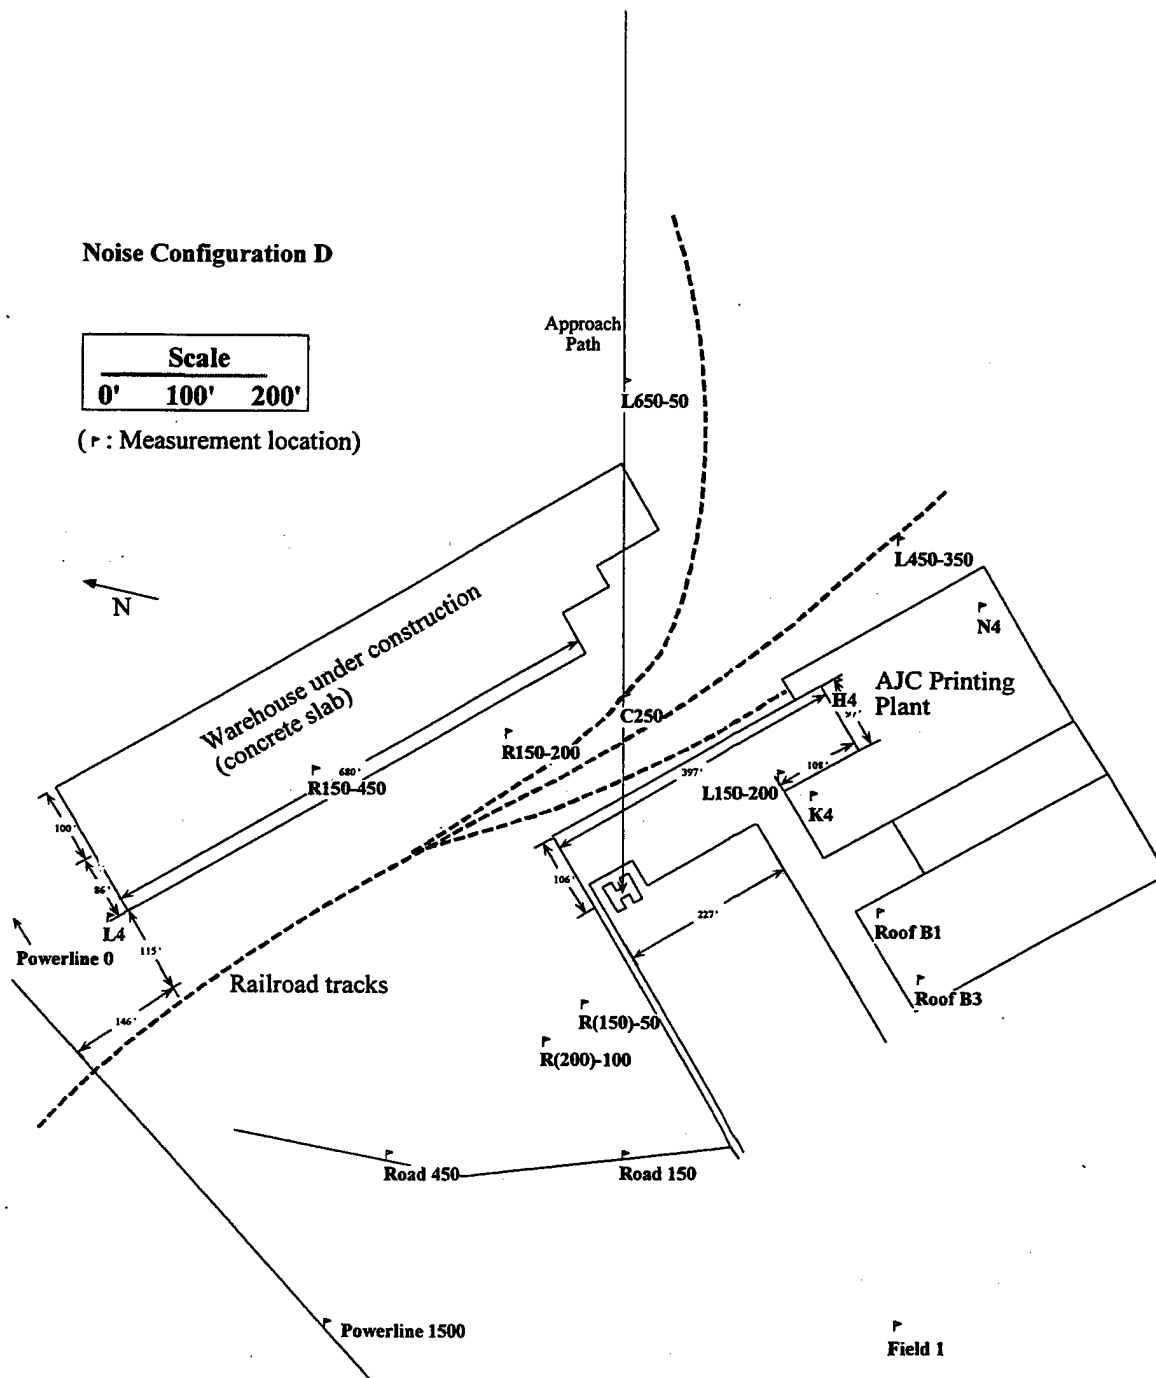 Noise Configuration D
Approach
Path
Scale
0' 100' 200'
L650-50
(: Measurement location)
L450-350
N
N4
Warehouse under construction
(concrete slab)
AJC Printing
Plant
H4
97'
C250
R150-200
680'
R150-450
397'
108'
L150-200
K4
100'
86'
106'
227'
L4
115'
Powerline 0
Roof B1
Railroad tracks
Roof B3
146'
R(150)-50
R(200)-100
H
Road 450
Road 150
Powerline 1500
Field 1